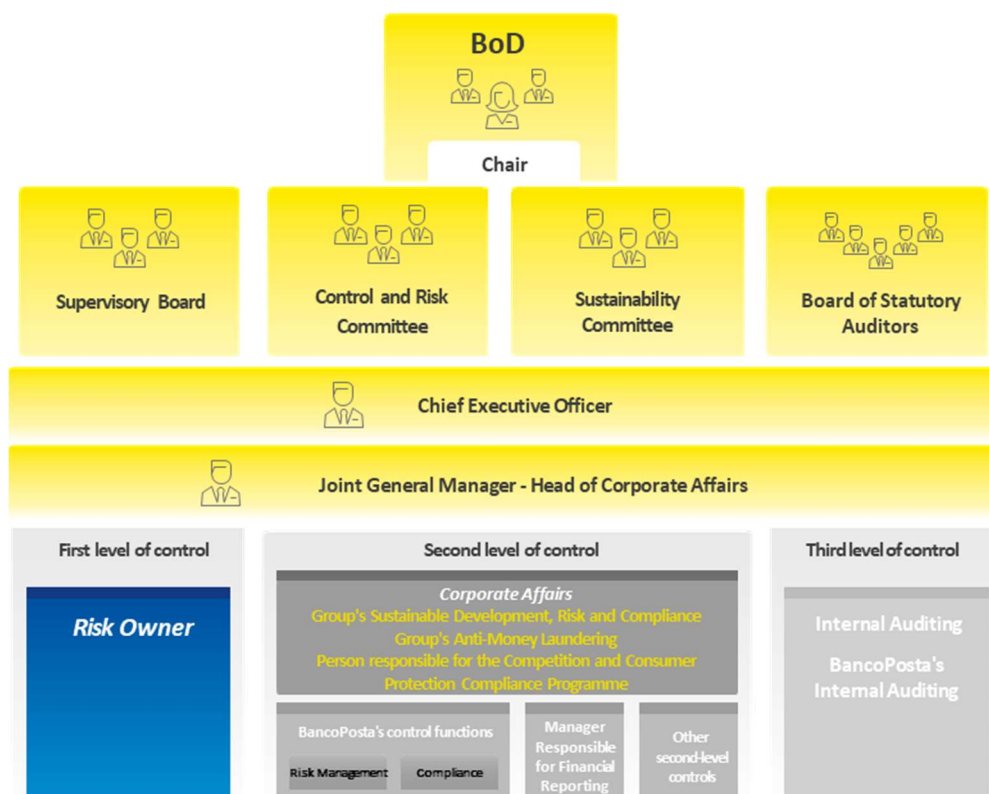 BoD
Chair
Supervisory Board
Control and Risk
Committee
Sustainability
Committee
Board of Statutory
Auditors
Chief Executive Officer
Joint General Manager - Head of Corporate Affairs
First level of control
Risk Owner
Second level of control
Corporate Affairs
Group's Sustainable Development, Risk and Compliance
Group's Anti-Money Laundering
Person responsible for the Competition and Consumer
Protection Compliance Programme
BancoPosta's control functions
Risk Management
Compliance
Manager
Responsible
for Financial
Reporting
Other
second-level
controls
Third level of control
Internal Auditing
BancoPosta's
Internal Auditing